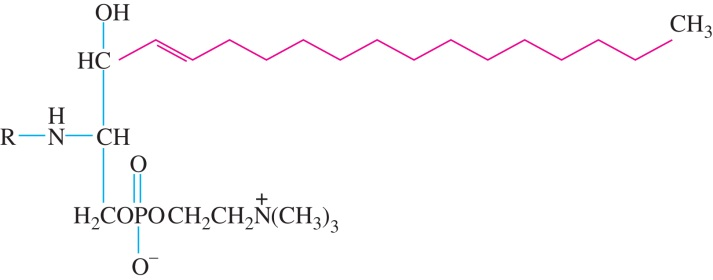 OH
CH₃
HC
H
R N CH
O
H₂COPOCH₂CH₂N⁺(CH₃)₃
O⁻